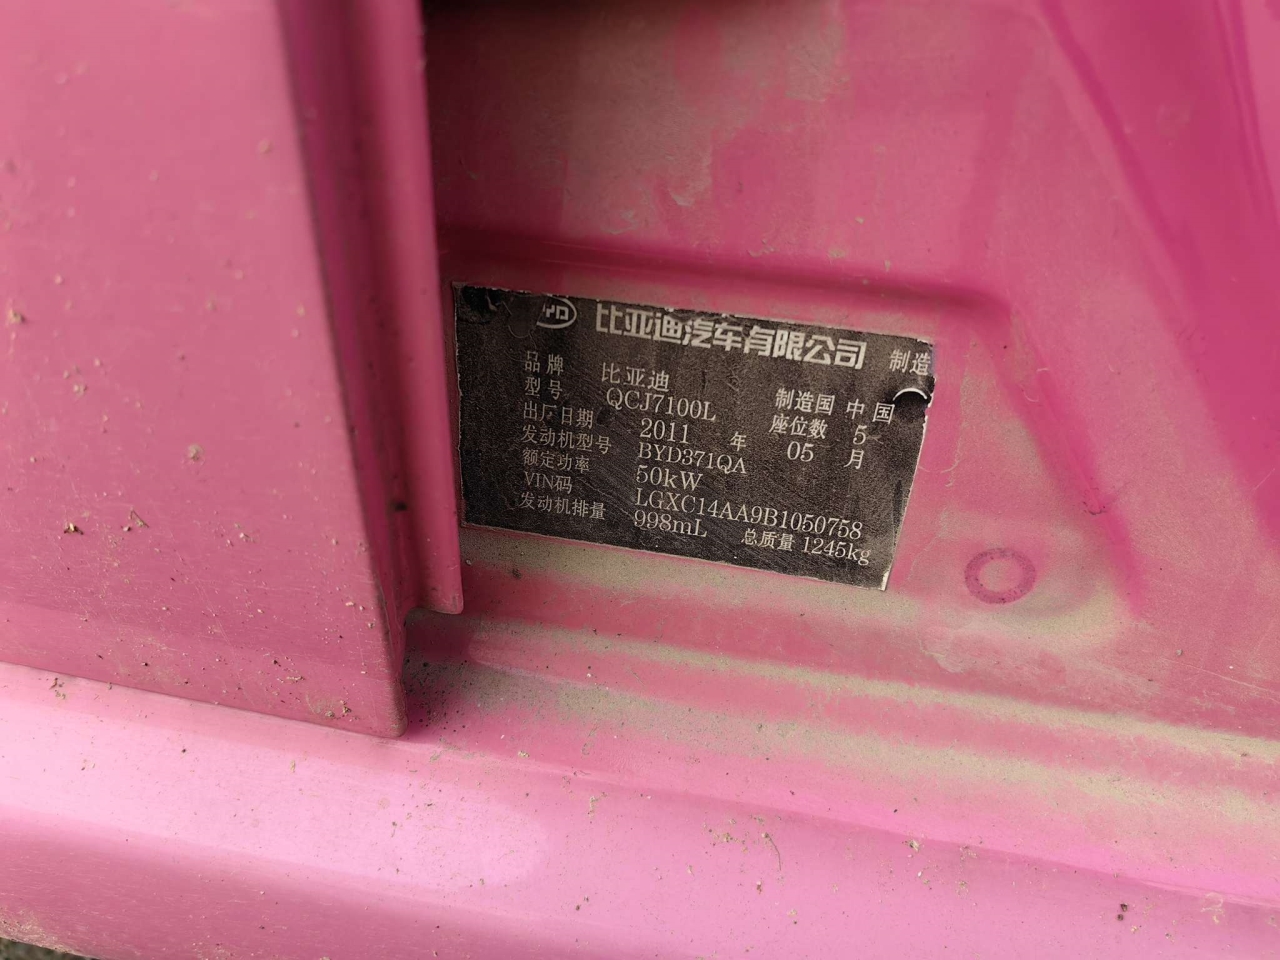 比亚迪汽车有限公司 制造
品牌 比亚迪 制造国 中国
型号 QCJ7100L 座位数 5
出厂日期 2011 年 05 月
发动机型号 BYD371QA
额定功率 50kW
VIN码 LGXC14AA9B1050758
发动机排量 998mL 总质量 1245kg